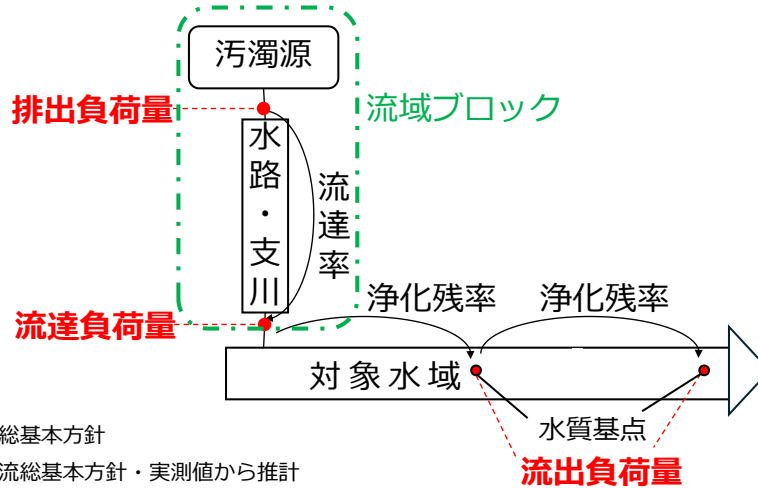 汚濁源
排出負荷量
流域ブロック
水路・支川
流達率
流達負荷量
浄化残率
浄化残率
対象水域
水質基点
流出負荷量
総基本方針
流総基本方針・実測値から推計